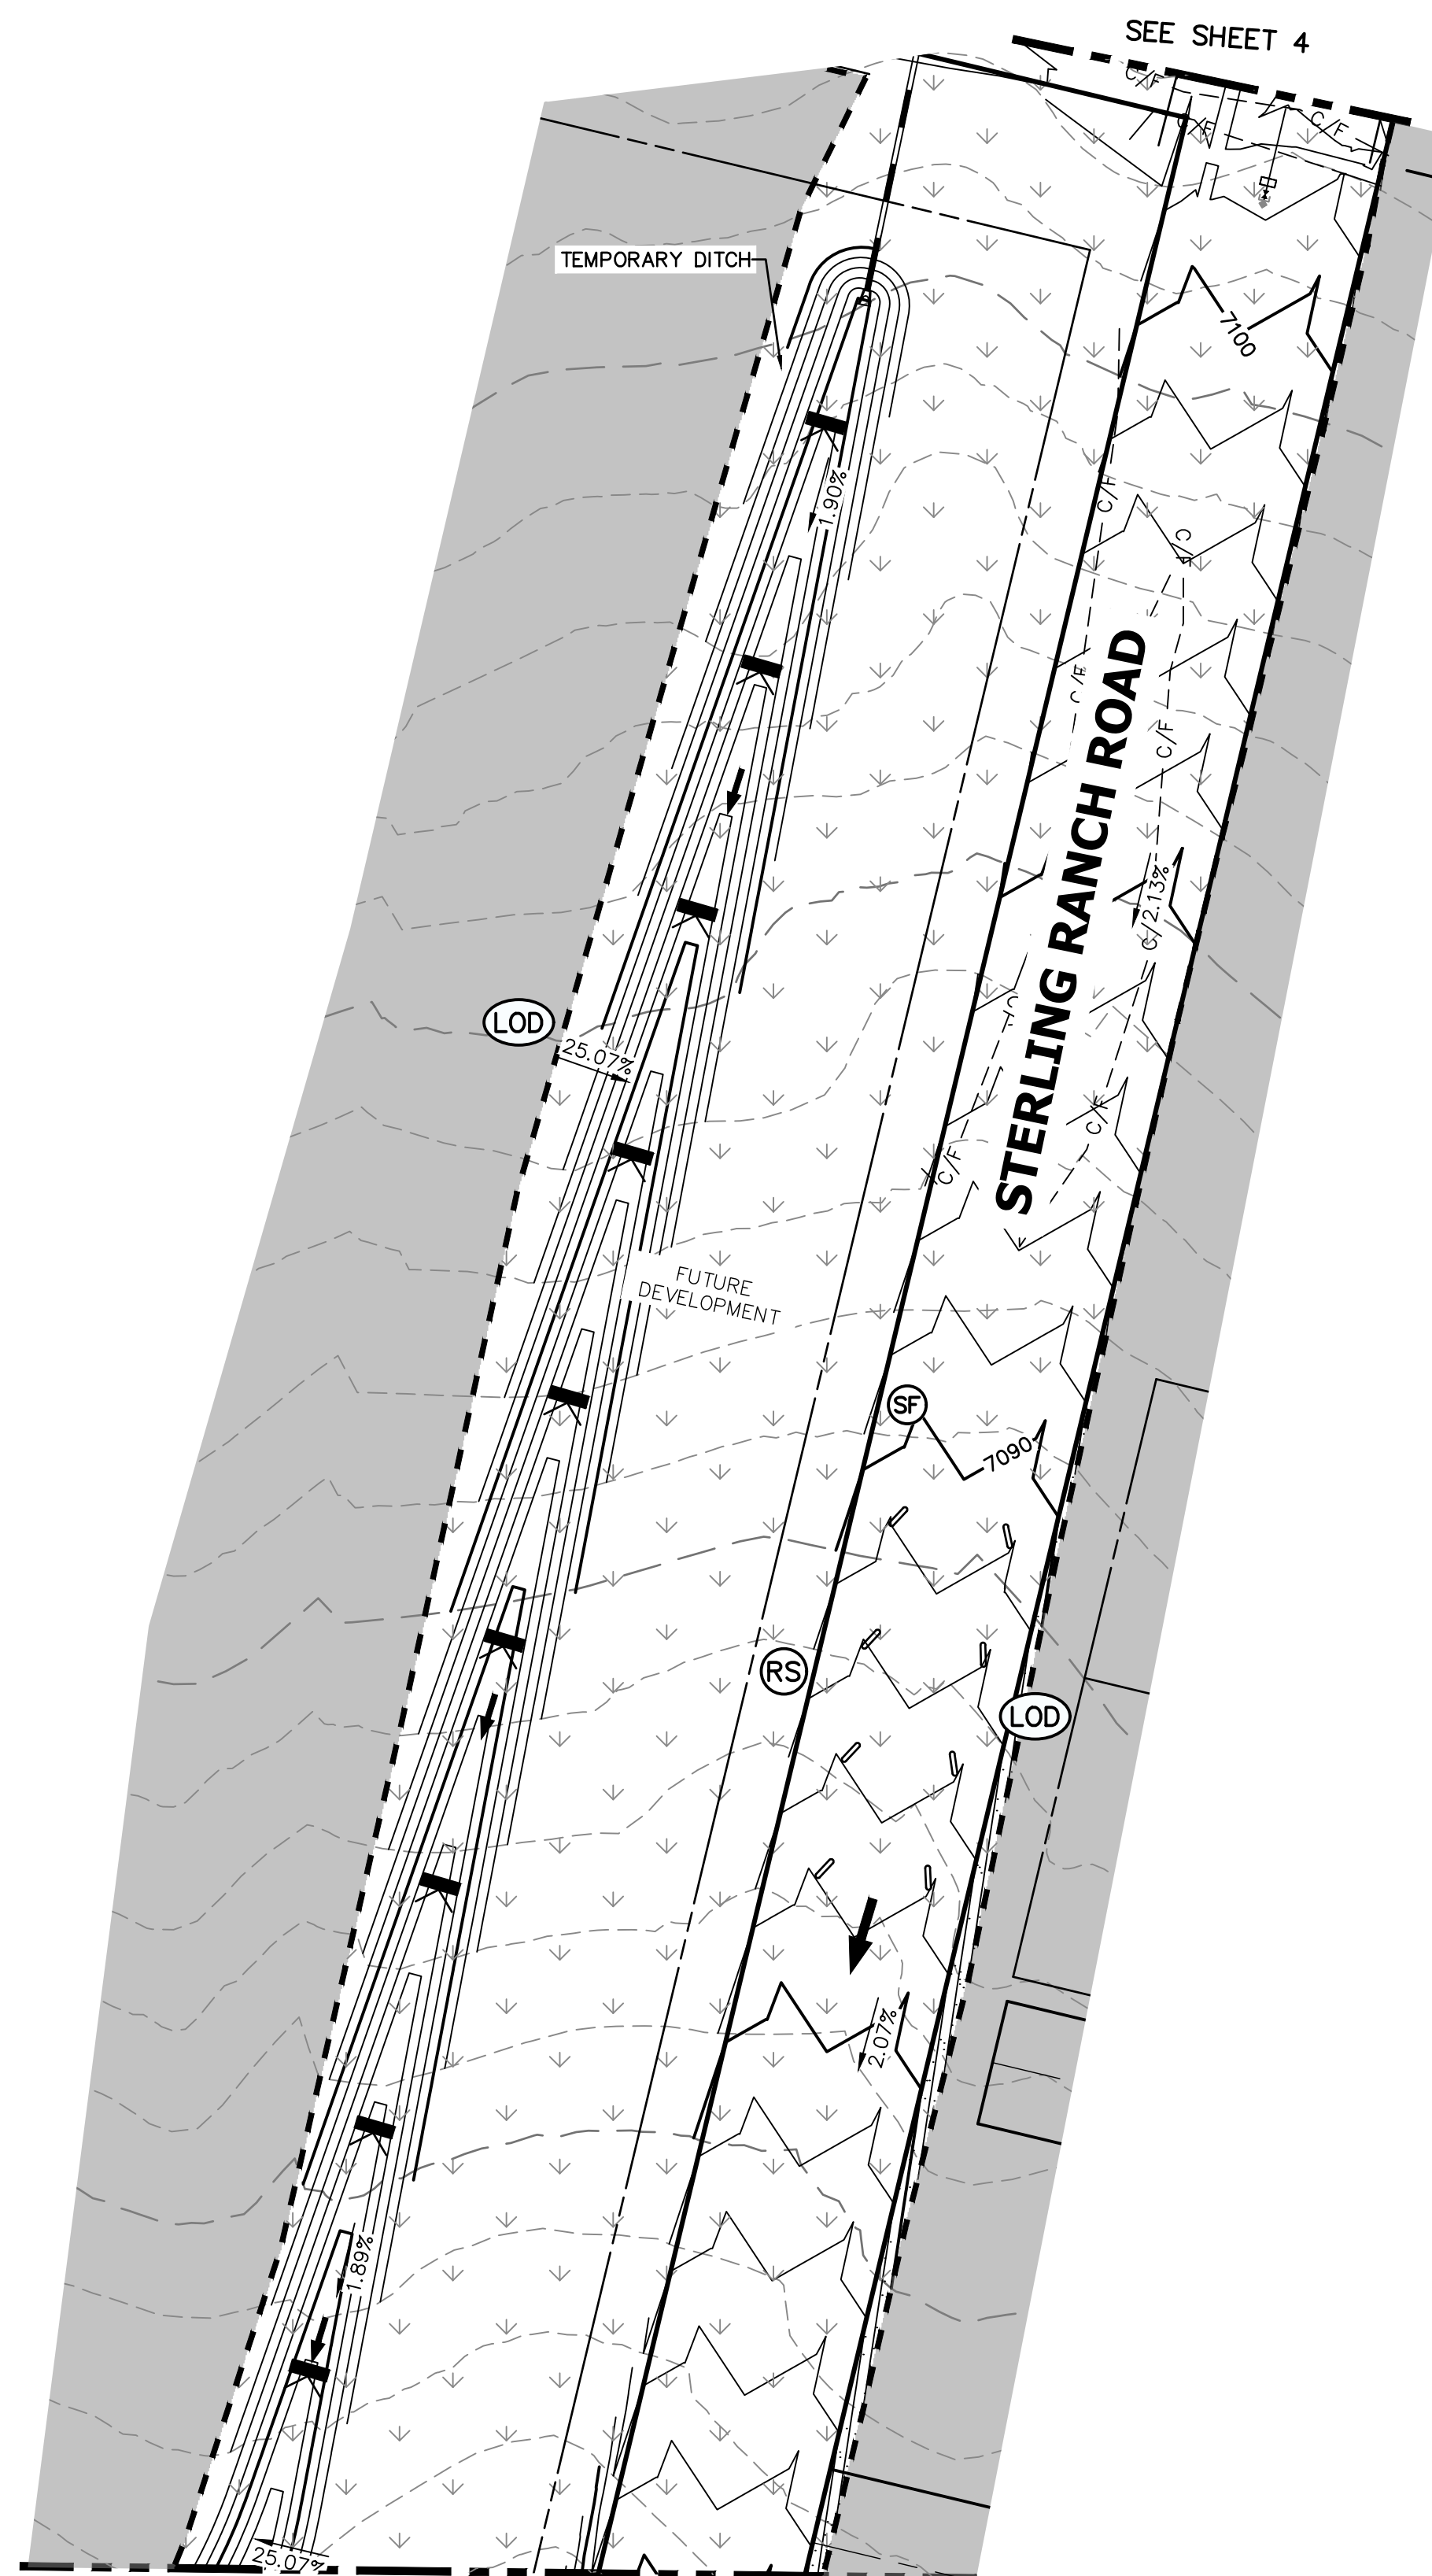 SEE SHEET 4
C/F
C/F
C/F
TEMPORARY DITCH
7100
1.90%
C/F
C/F
C/F
STERLING RANCH ROAD
C/F
2.13%
C/
LOD
25.07%
C/F
C/F
FUTURE
DEVELOPMENT
SF
7090
RS
LOD
2.07%
1.89%
25.07%